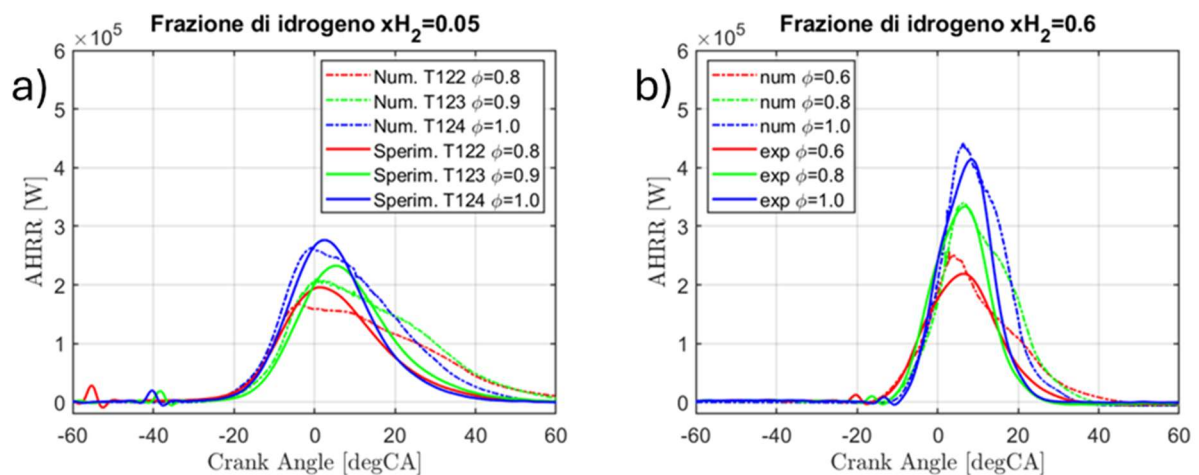 a)
Frazione di idrogeno xH₂=0.05
×10⁵
6
5
4
3
2
1
0
AHRR [W]
-60 -40 -20 0 20 40 60
Crank Angle [degCA]
Num. T122 ϕ=0.8
Num. T123 ϕ=0.9
Num. T124 ϕ=1.0
Sperim. T122 ϕ=0.8
Sperim. T123 ϕ=0.9
Sperim. T124 ϕ=1.0
b)
Frazione di idrogeno xH₂=0.6
×10⁵
6
5
4
3
2
1
0
AHRR [W]
-60 -40 -20 0 20 40 60
Crank Angle [degCA]
num ϕ=0.6
num ϕ=0.8
num ϕ=1.0
exp ϕ=0.6
exp ϕ=0.8
exp ϕ=1.0